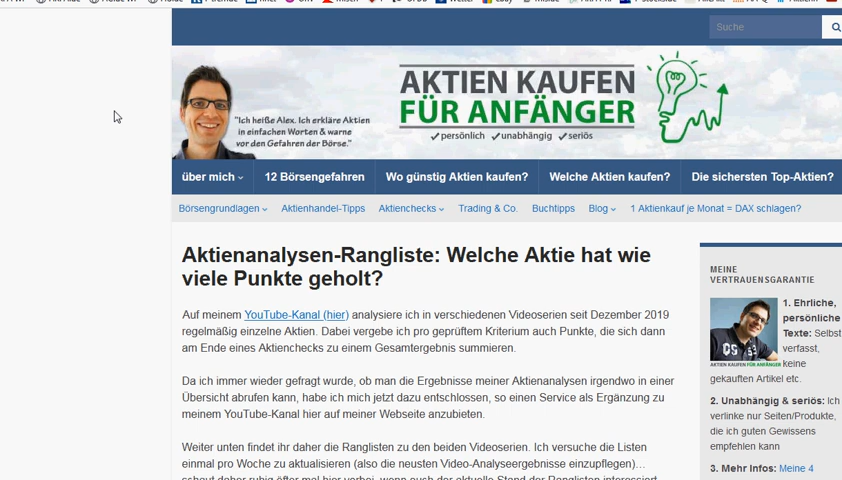 Suche
AKTIEN KAUFEN
FÜR ANFÄNGER
persönlich unabhängig seriös
"Ich heiße Alex. Ich erkläre Aktien
in einfachen Worten & warne
vor den Gefahren der Börse."
über mich
12 Börsengefahren
Wo günstig Aktien kaufen?
Welche Aktien kaufen?
Die sichersten Top-Aktien?
Börsengrundlagen
Aktienhandel-Tipps
Aktienchecks
Trading & Co.
Buchtipps
Blog
1 Aktienkauf je Monat = DAX schlagen?
Aktienanalysen-Rangliste: Welche Aktie hat wie
viele Punkte geholt?
Auf meinem YouTube-Kanal (hier) analysiere ich in verschiedenen Videoserien seit Dezember 2019
regelmäßig einzelne Aktien. Dabei vergebe ich pro geprüftem Kriterium auch Punkte, die sich dann
am Ende eines Aktienchecks zu einem Gesamtergebnis summieren.
Da ich immer wieder gefragt wurde, ob man die Ergebnisse meiner Aktienanalysen irgendwo in einer
Übersicht abrufen kann, habe ich mich jetzt dazu entschlossen, so einen Service als Ergänzung zu
meinem YouTube-Kanal hier auf meiner Webseite anzubieten.
Weiter unten findet ihr daher die Ranglisten zu den beiden Videoserien. Ich versuche die Listen
einmal pro Woche zu aktualisieren (also die neusten Video-Analyseergebnisse einzupflegen)…
MEINE
VERTRAUENSGARANTIE
1. Ehrliche,
persönliche
Texte: Selbst
verfasst,
keine
AKTIEN KAUFEN FÜR ANFÄNGER
gekauften Artikel etc.
2. Unabhängig & seriös: Ich
verlinke nur Seiten/Produkte,
die ich guten Gewissens
empfehlen kann
3. Mehr Infos: Meine 4